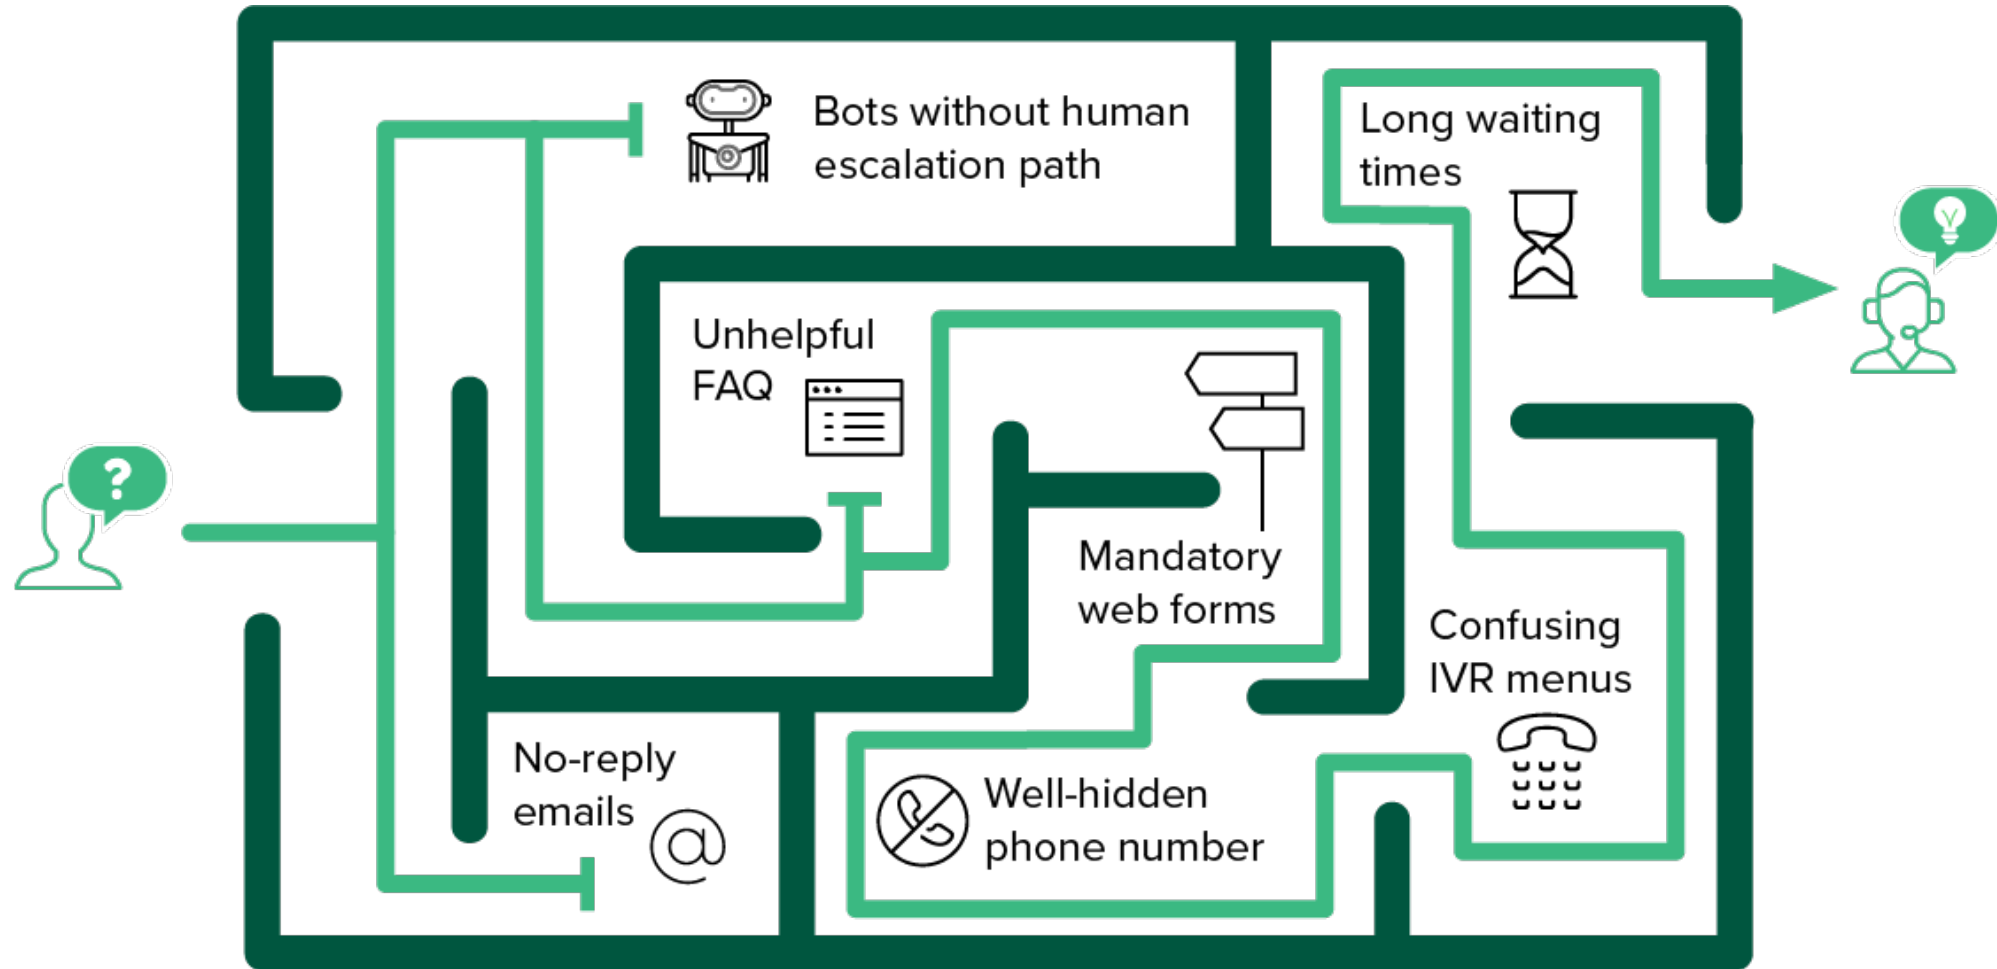 Bots without human
escalation path
Long waiting
times
Unhelpful
FAQ
?
Mandatory
web forms
Confusing
IVR menus
No-reply
emails
@
Well-hidden
phone number